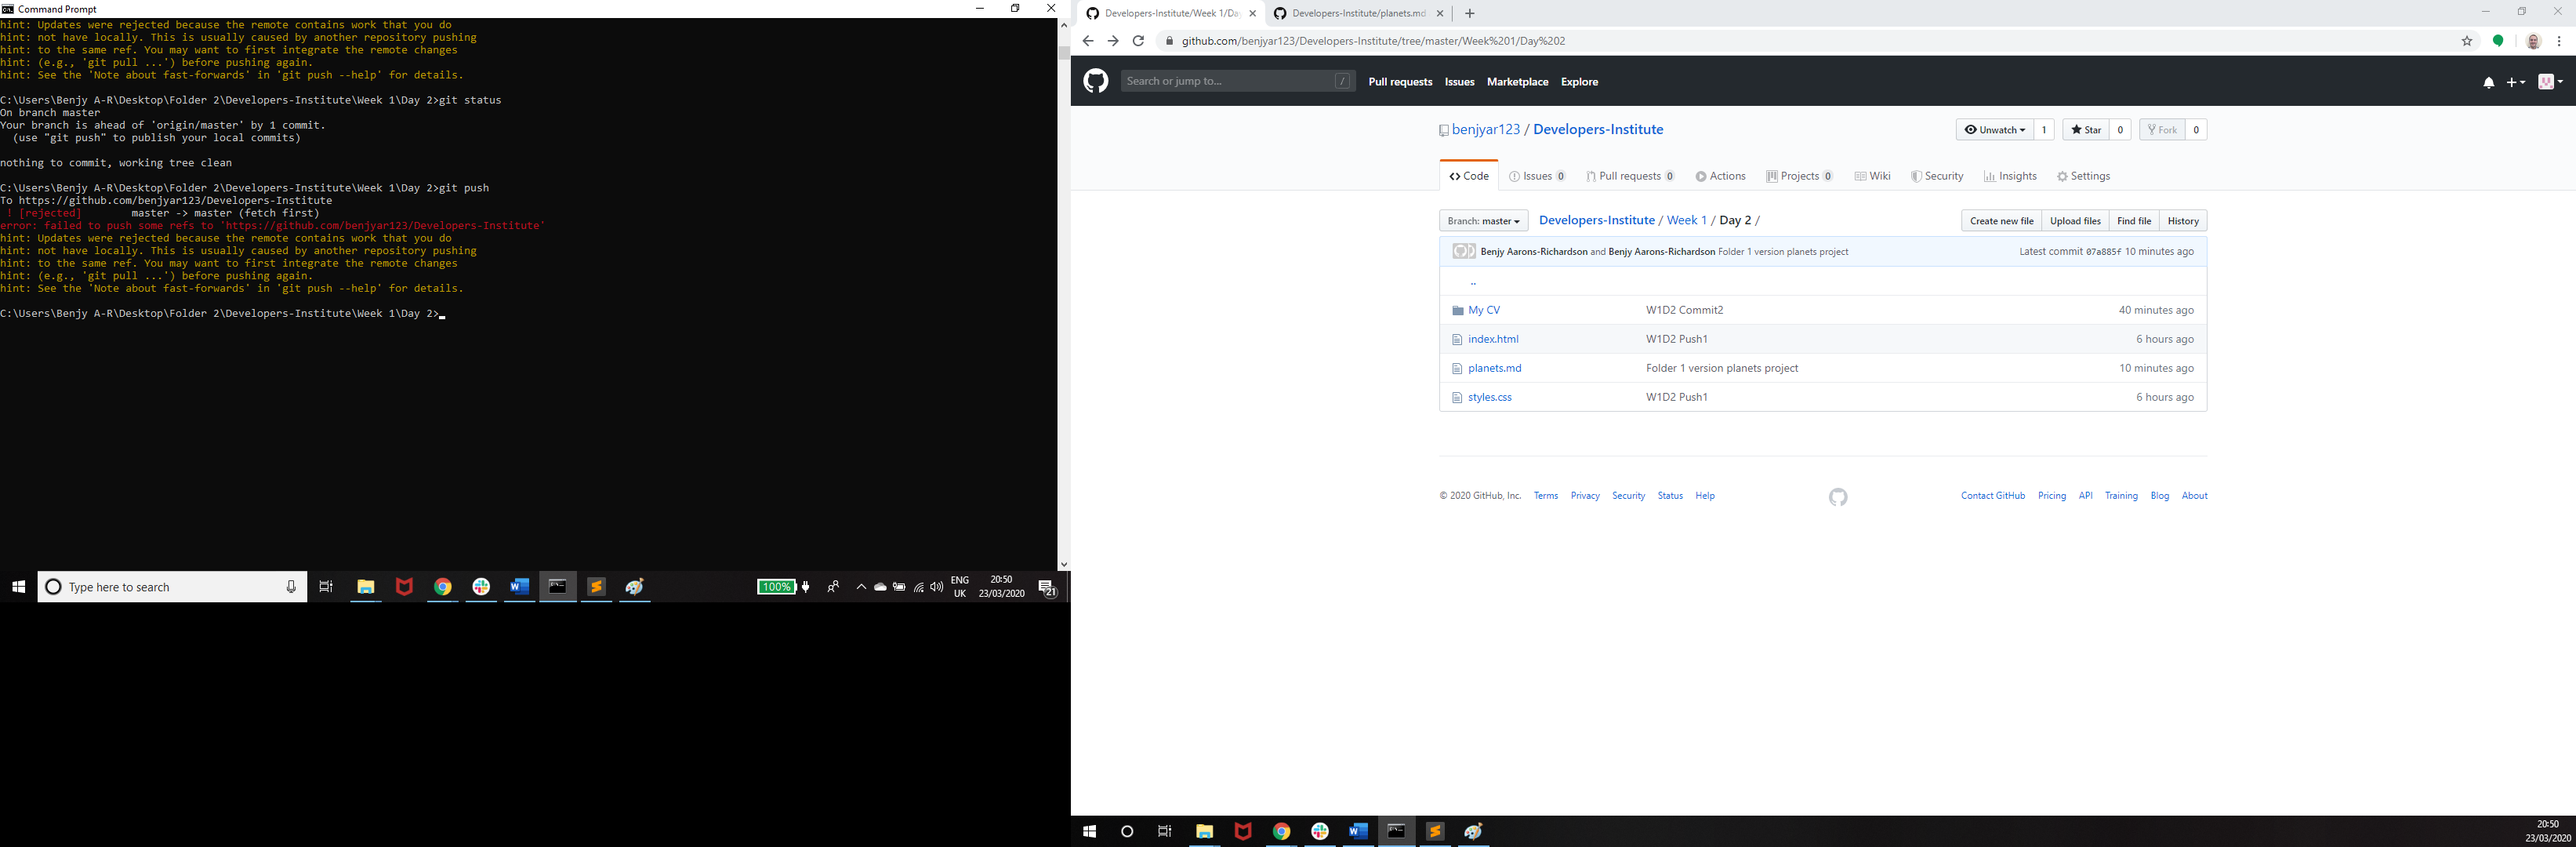 Command Prompt
hint: Updates were rejected because the remote contains work that you do
hint: not have locally. This is usually caused by another repository pushing
hint: to the same ref. You may want to first integrate the remote changes
hint: (e.g., 'git pull ...') before pushing again.
hint: See the 'Note about fast-forwards' in 'git push --help' for details.
C:\Users\Benjy A-R\Desktop\Folder 2\Developers-Institute\Week 1\Day 2>git status
On branch master
Your branch is ahead of 'origin/master' by 1 commit.
  (use "git push" to publish your local commits)
nothing to commit, working tree clean
C:\Users\Benjy A-R\Desktop\Folder 2\Developers-Institute\Week 1\Day 2>git push
To https://github.com/benjyar123/Developers-Institute
 ! [rejected]        master -> master (fetch first)
error: failed to push some refs to 'https://github.com/benjyar123/Developers-Institute'
hint: Updates were rejected because the remote contains work that you do
hint: not have locally. This is usually caused by another repository pushing
hint: to the same ref. You may want to first integrate the remote changes
hint: (e.g., 'git pull ...') before pushing again.
hint: See the 'Note about fast-forwards' in 'git push --help' for details.
C:\Users\Benjy A-R\Desktop\Folder 2\Developers-Institute\Week 1\Day 2>
Type here to search
100%
ENG
UK
20:50
23/03/2020
21
Developers-Institute/Week 1/Da
Developers-Institute/planets.md
github.com/benjyar123/Developers-Institute/tree/master/Week%201/Day%202
Search or jump to... /
Pull requests Issues Marketplace Explore
benjyar123 / Developers-Institute
Unwatch 1 Star 0 Fork 0
Code Issues 0 Pull requests 0 Actions Projects 0 Wiki Security Insights Settings
Branch: master Developers-Institute / Week 1 / Day 2 /
Create new file Upload files Find file History
Benjy Aarons-Richardson and Benjy Aarons-Richardson Folder 1 version planets project Latest commit 07a885f 10 minutes ago
..
My CV W1D2 Commit2 40 minutes ago
index.html W1D2 Push1 6 hours ago
planets.md Folder 1 version planets project 10 minutes ago
styles.css W1D2 Push1 6 hours ago
© 2020 GitHub, Inc. Terms Privacy Security Status Help Contact GitHub Pricing API Training Blog About
20:50
23/03/2020